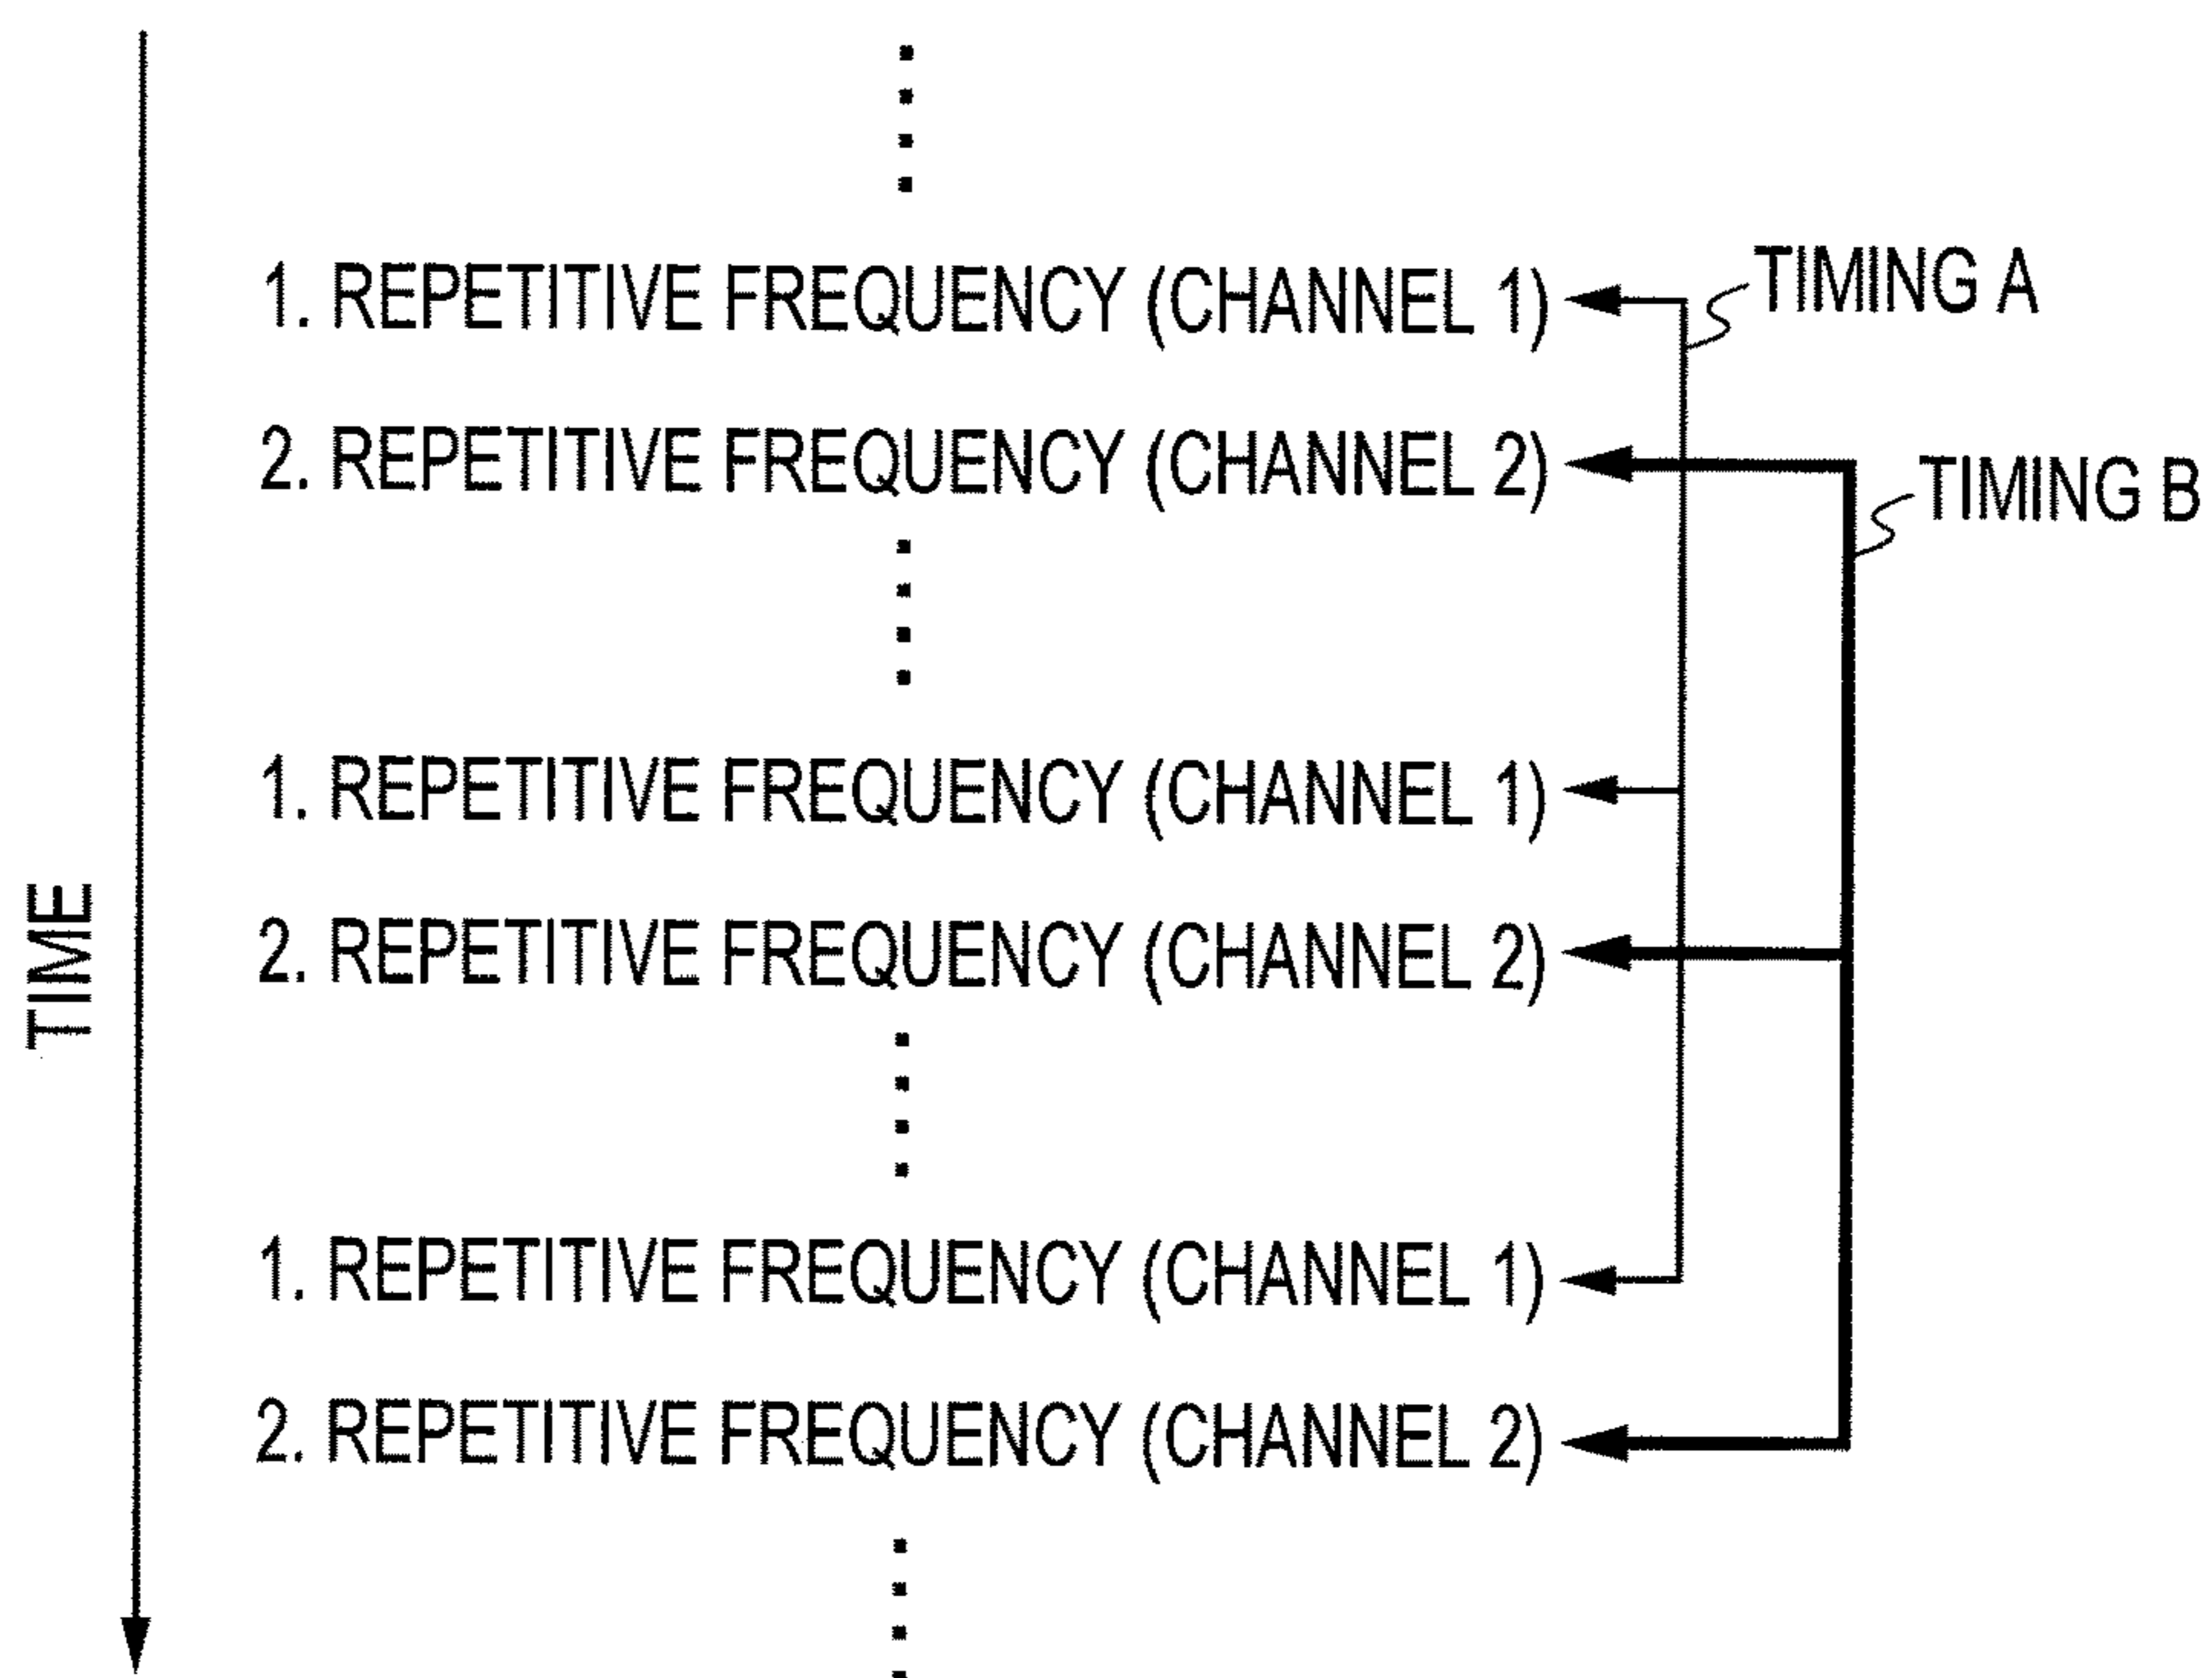 1. REPETITIVE FREQUENCY (CHANNEL 1)
TIMING A
2. REPETITIVE FREQUENCY (CHANNEL 2)
TIMING B
1. REPETITIVE FREQUENCY (CHANNEL 1)
2. REPETITIVE FREQUENCY (CHANNEL 2)
TIME
1. REPETITIVE FREQUENCY (CHANNEL 1)
2. REPETITIVE FREQUENCY (CHANNEL 2)